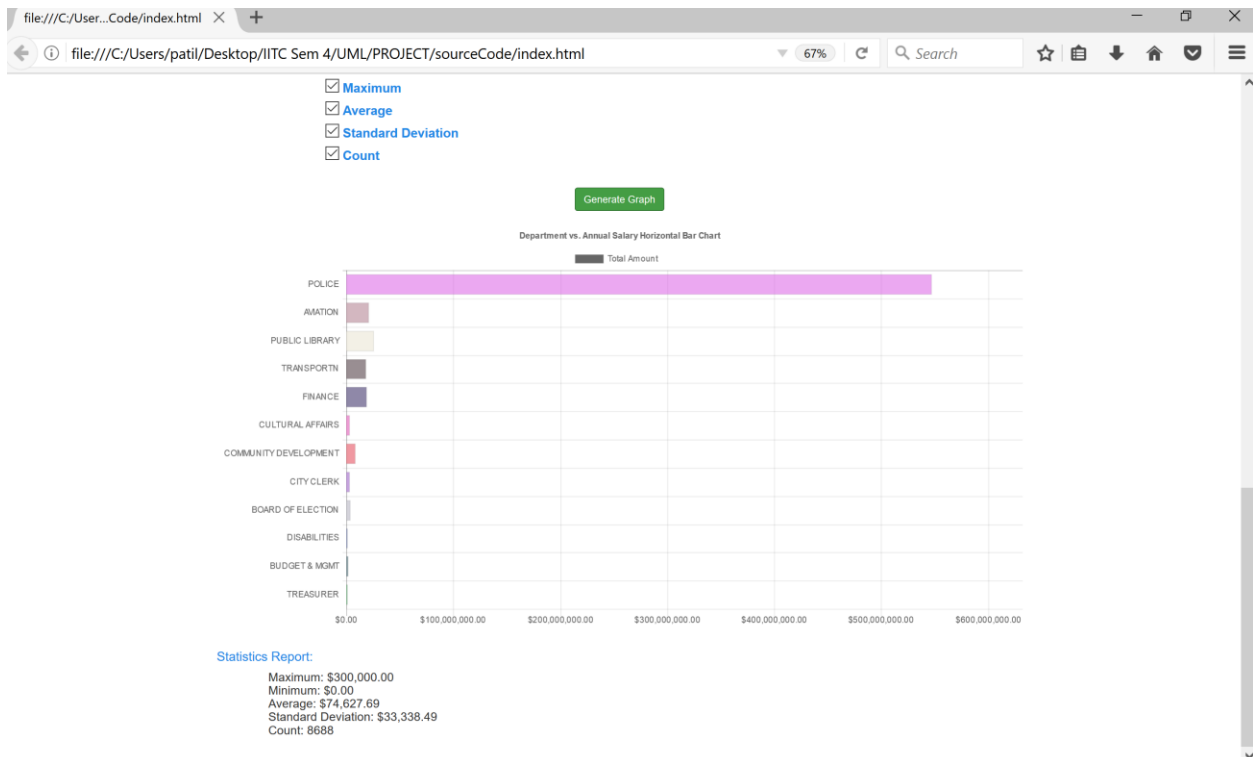 file:///C:/User...Code/index.html
file:///C:/Users/patil/Desktop/IITC Sem 4/UML/PROJECT/sourceCode/index.html
67%
Search
Maximum
Average
Standard Deviation
Count
Generate Graph
Department vs. Annual Salary Horizontal Bar Chart
Total Amount
POLICE
AVIATION
PUBLIC LIBRARY
TRANSPORTN
FINANCE
CULTURAL AFFAIRS
COMMUNITY DEVELOPMENT
CITY CLERK
BOARD OF ELECTION
DISABILITIES
BUDGET & MGMT
TREASURER
$0.00 $100,000,000.00 $200,000,000.00 $300,000,000.00 $400,000,000.00 $500,000,000.00 $600,000,000.00
Statistics Report:
Maximum: $300,000.00
Minimum: $0.00
Average: $74,627.69
Standard Deviation: $33,338.49
Count: 8688